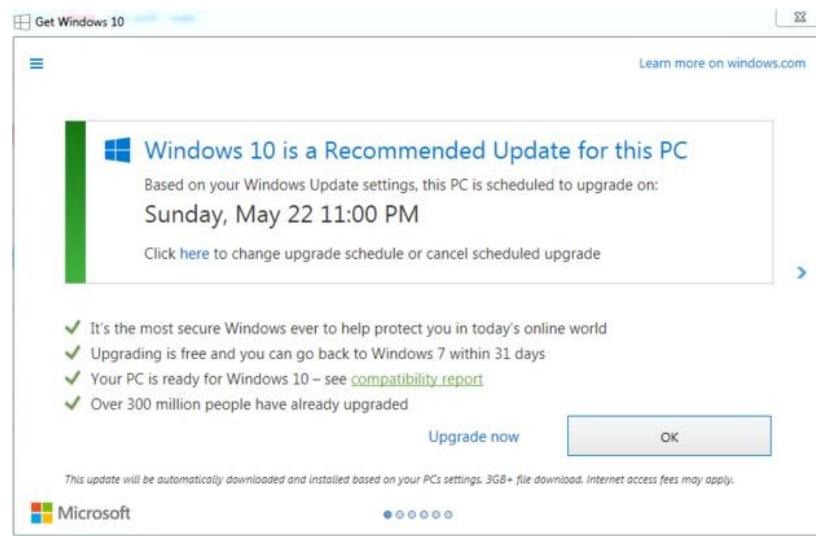 Get Windows 10
Learn more on windows.com
Windows 10 is a Recommended Update for this PC
Based on your Windows Update settings, this PC is scheduled to upgrade on:
Sunday, May 22 11:00 PM
Click here to change upgrade schedule or cancel scheduled upgrade
It's the most secure Windows ever to help protect you in today's online world
Upgrading is free and you can go back to Windows 7 within 31 days
Your PC is ready for Windows 10 – see compatibility report
Over 300 million people have already upgraded
Upgrade now OK
This update will be automatically downloaded and installed based on your PCs settings. 3GB+ file download. Internet access fees may apply.
Microsoft